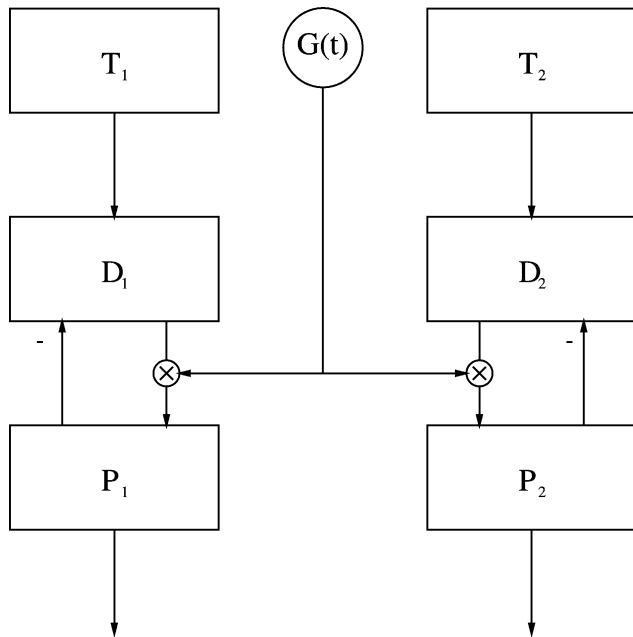 T₁
G(t)
T₂
D₁
D₂
-
-
P₁
P₂